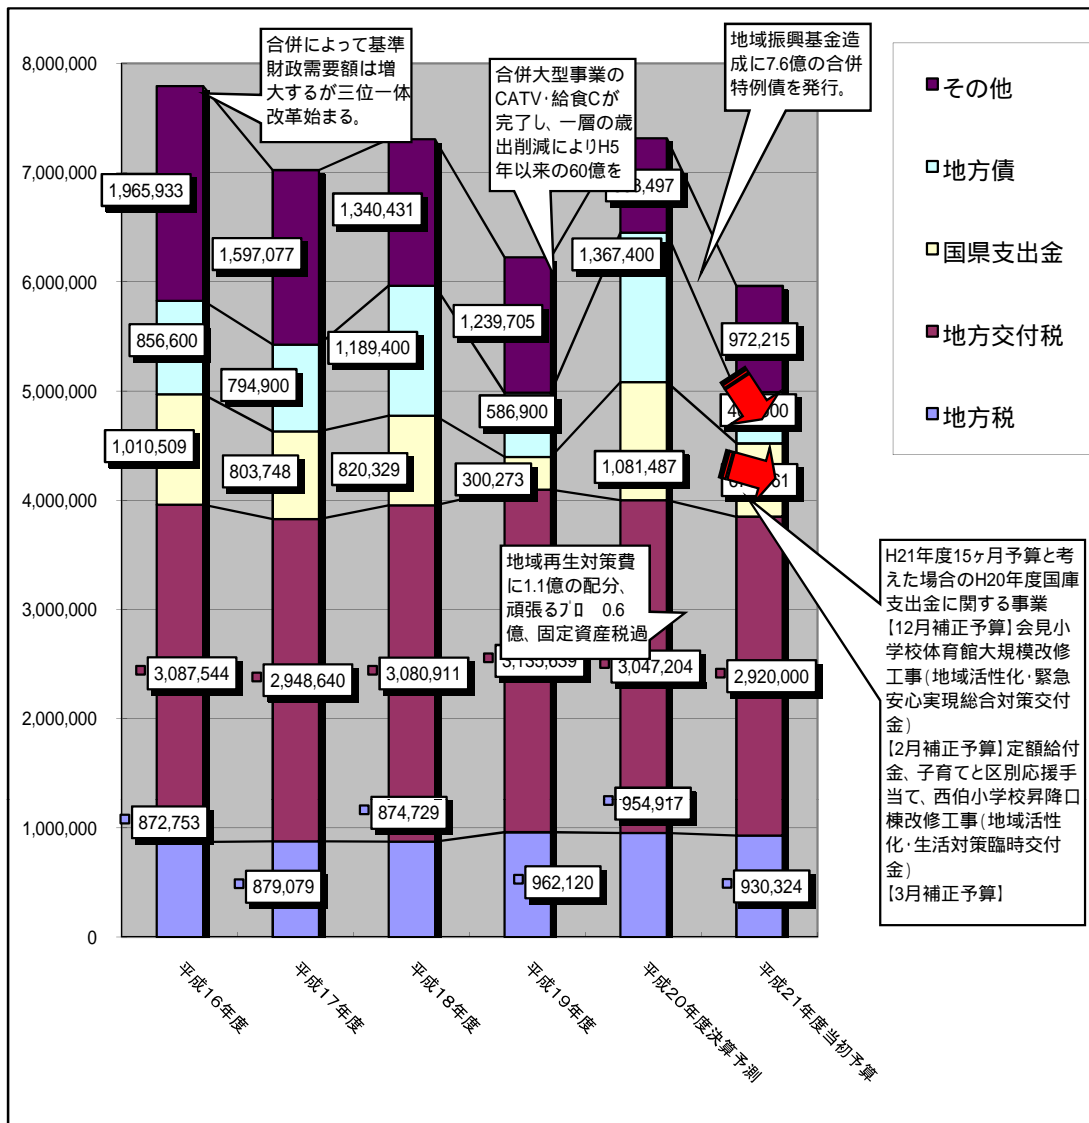 合併によって基準
財政需要額は増
大するが三位一体
改革始まる。
合併大型事業の
CATV・給食Cが
完了し、一層の歳
出削減によりH5
年以来の60億を
地域振興基金造
成に7.6億の合併
特例債を発行。
その他
地方債
国県支出金
地方交付税
地方税
8,000,000
7,000,000
6,000,000
5,000,000
4,000,000
3,000,000
2,000,000
1,000,000
0
1,965,933
1,597,077
1,340,431
1,239,705
972,215
856,600
794,900
1,189,400
586,900
1,367,400
1,010,509
803,748
820,329
300,273
1,081,487
地域再生対策費
に1.1億の配分、
頑張るプロ 0.6
億、固定資産税過
3,087,544
2,948,640
3,080,911
3,135,639
3,047,204
2,920,000
872,753
879,079
874,729
962,120
954,917
930,324
H21年度15ヶ月予算と考
えた場合のH20年度国庫
支出金に関する事業
【12月補正予算】会見小
学校体育館大規模改修
工事(地域活性化・緊急
安心実現総合対策交付
金)
【2月補正予算】定額給付
金、子育てと区別応援手
当て、西伯小学校昇降口
棟改修工事(地域活性
化・生活対策臨時交付
金)
【3月補正予算】
平成16年度
平成17年度
平成18年度
平成19年度
平成20年度決算予測
平成21年度当初予算